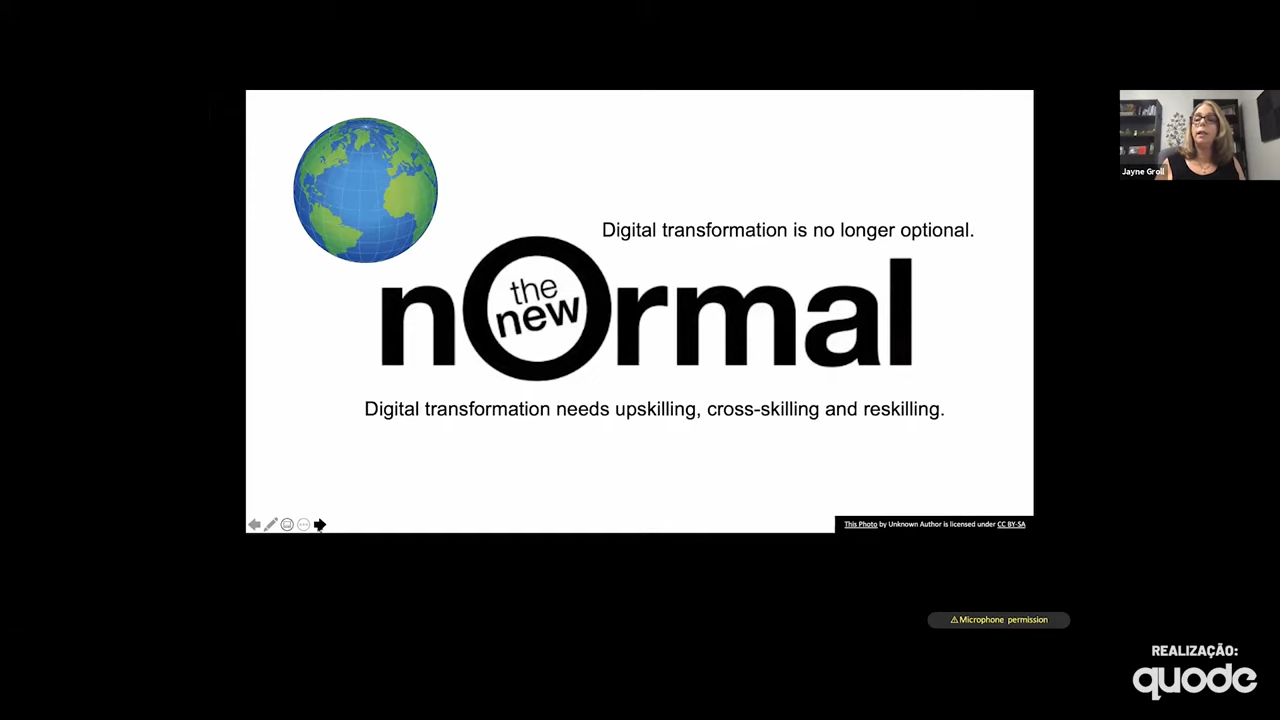 Digital transformation is no longer optional.
the
new
nOrmal
Digital transformation needs upskilling, cross-skilling and reskilling.
This Photo by Unknown Author is licensed under CC BY-SA
Jayne Groll
⚠Microphone permission
REALIZAÇÃO:
quode